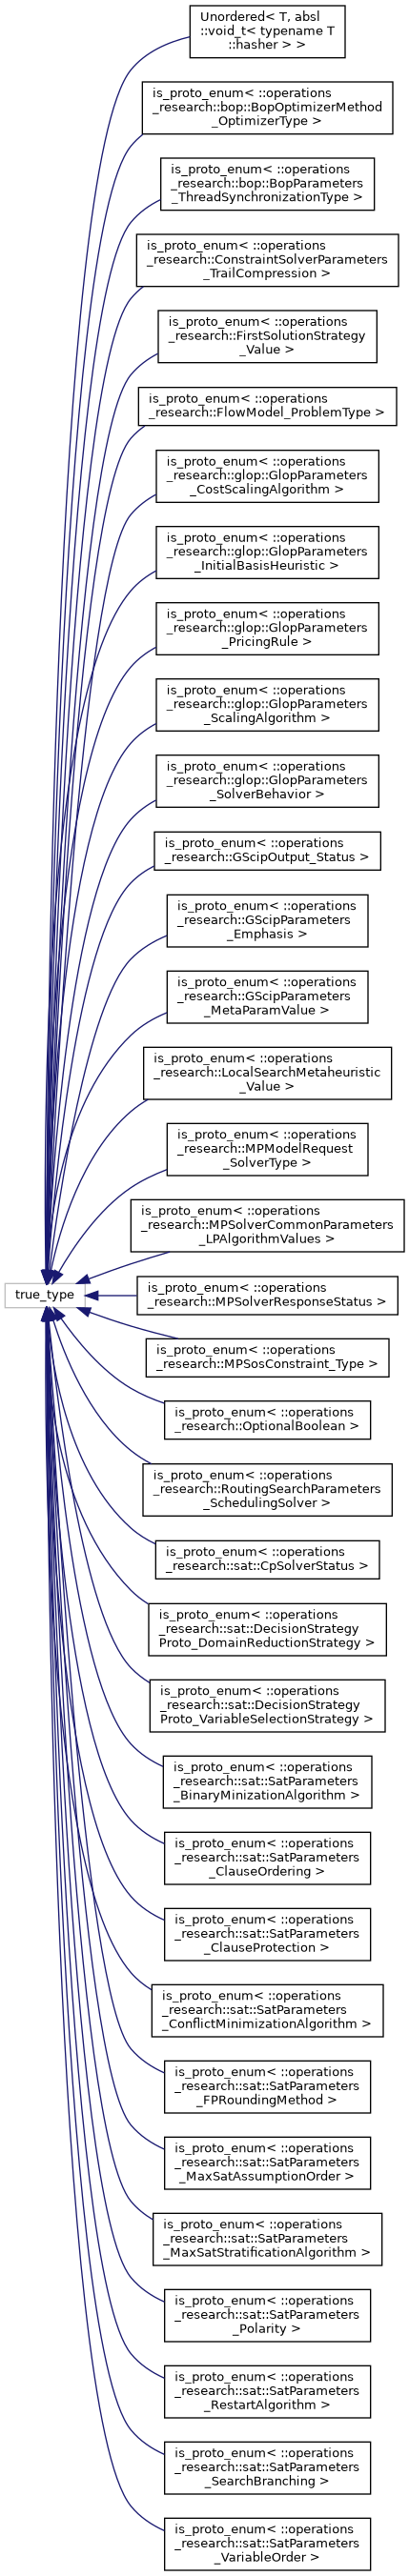 Unordered< T, absl
::void_t< typename T
::hasher > >
is_proto_enum< ::operations
_research::bop::BopOptimizerMethod
_OptimizerType >
is_proto_enum< ::operations
_research::bop::BopParameters
_ThreadSynchronizationType >
is_proto_enum< ::operations
_research::ConstraintSolverParameters
_TrailCompression >
is_proto_enum< ::operations
_research::FirstSolutionStrategy
_Value >
is_proto_enum< ::operations
_research::FlowModel_ProblemType >
is_proto_enum< ::operations
_research::glop::GlopParameters
_CostScalingAlgorithm >
is_proto_enum< ::operations
_research::glop::GlopParameters
_InitialBasisHeuristic >
is_proto_enum< ::operations
_research::glop::GlopParameters
_PricingRule >
is_proto_enum< ::operations
_research::glop::GlopParameters
_ScalingAlgorithm >
is_proto_enum< ::operations
_research::glop::GlopParameters
_SolverBehavior >
is_proto_enum< ::operations
_research::GScipOutput_Status >
is_proto_enum< ::operations
_research::GScipParameters
_Emphasis >
is_proto_enum< ::operations
_research::GScipParameters
_MetaParamValue >
is_proto_enum< ::operations
_research::LocalSearchMetaheuristic
_Value >
is_proto_enum< ::operations
_research::MPModelRequest
_SolverType >
is_proto_enum< ::operations
_research::MPSolverCommonParameters
_LPAlgorithmValues >
true_type
is_proto_enum< ::operations
_research::MPSolverResponseStatus >
is_proto_enum< ::operations
_research::MPSosConstraint_Type >
is_proto_enum< ::operations
_research::OptionalBoolean >
is_proto_enum< ::operations
_research::RoutingSearchParameters
_SchedulingSolver >
is_proto_enum< ::operations
_research::sat::CpSolverStatus >
is_proto_enum< ::operations
_research::sat::DecisionStrategy
Proto_DomainReductionStrategy >
is_proto_enum< ::operations
_research::sat::DecisionStrategy
Proto_VariableSelectionStrategy >
is_proto_enum< ::operations
_research::sat::SatParameters
_BinaryMinizationAlgorithm >
is_proto_enum< ::operations
_research::sat::SatParameters
_ClauseOrdering >
is_proto_enum< ::operations
_research::sat::SatParameters
_ClauseProtection >
is_proto_enum< ::operations
_research::sat::SatParameters
_ConflictMinimizationAlgorithm >
is_proto_enum< ::operations
_research::sat::SatParameters
_FPRoundingMethod >
is_proto_enum< ::operations
_research::sat::SatParameters
_MaxSatAssumptionOrder >
is_proto_enum< ::operations
_research::sat::SatParameters
_MaxSatStratificationAlgorithm >
is_proto_enum< ::operations
_research::sat::SatParameters
_Polarity >
is_proto_enum< ::operations
_research::sat::SatParameters
_RestartAlgorithm >
is_proto_enum< ::operations
_research::sat::SatParameters
_SearchBranching >
is_proto_enum< ::operations
_research::sat::SatParameters
_VariableOrder >